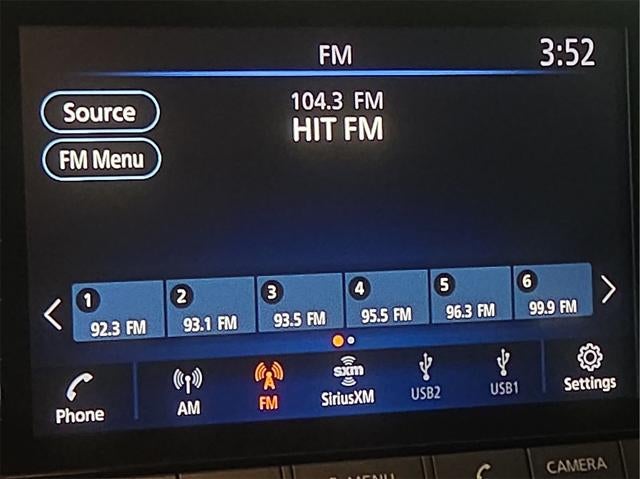 FM 3:52
Source
104.3 FM
HIT FM
FM Menu
1 2 3 4 5 6
92.3 FM 93.1 FM 93.5 FM 95.5 FM 96.3 FM 99.9 FM
Phone AM FM sxm SiriusXM USB2 USB1 Settings
MENU CAMERA